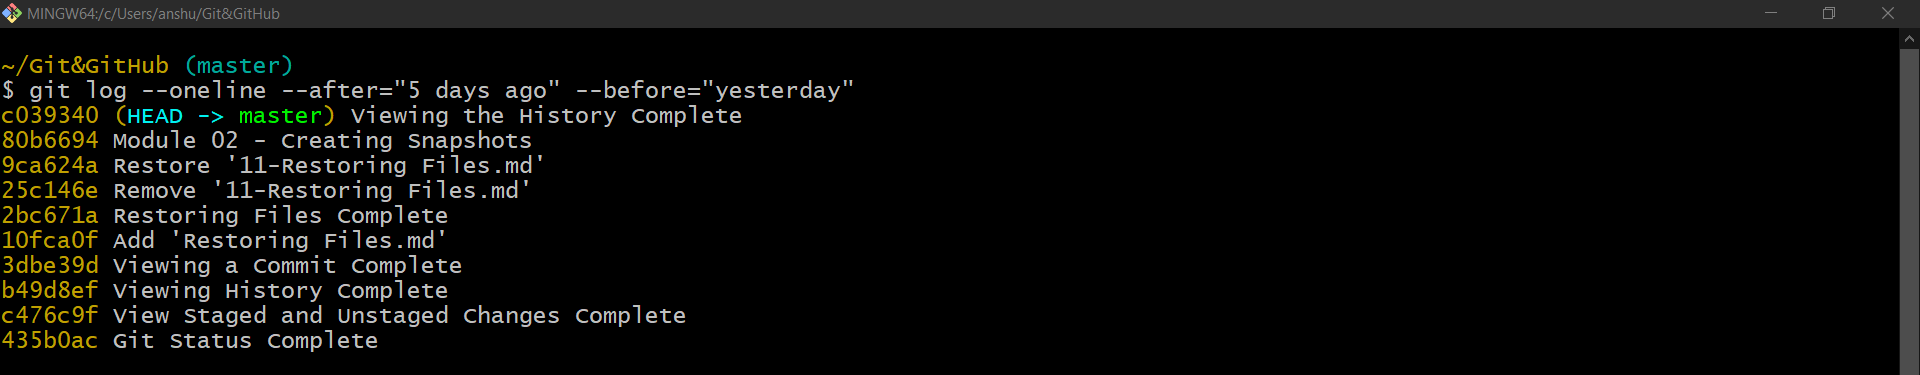 MINGW64:/c/Users/anshu/Git&GitHub
~/Git&GitHub (master)
$ git log --oneline --after="5 days ago" --before="yesterday"
c039340 (HEAD -> master) Viewing the History Complete
80b6694 Module 02 - Creating Snapshots
9ca624a Restore '11-Restoring Files.md'
25c146e Remove '11-Restoring Files.md'
2bc671a Restoring Files Complete
10fca0f Add 'Restoring Files.md'
3dbe39d Viewing a Commit Complete
b49d8ef Viewing History Complete
c476c9f View Staged and Unstaged Changes Complete
435b0ac Git Status Complete